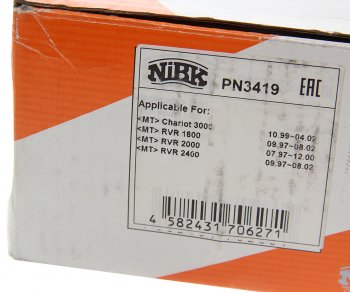 NiBK PN3419 EAC
Applicable For:
<MT> Chariot 3000 10.99~04.02
<MT> RVR 1800 09.97~08.02
<MT> RVR 2000 07.97~12.00
<MT> RVR 2400 09.97~08.02
4 582431 706271